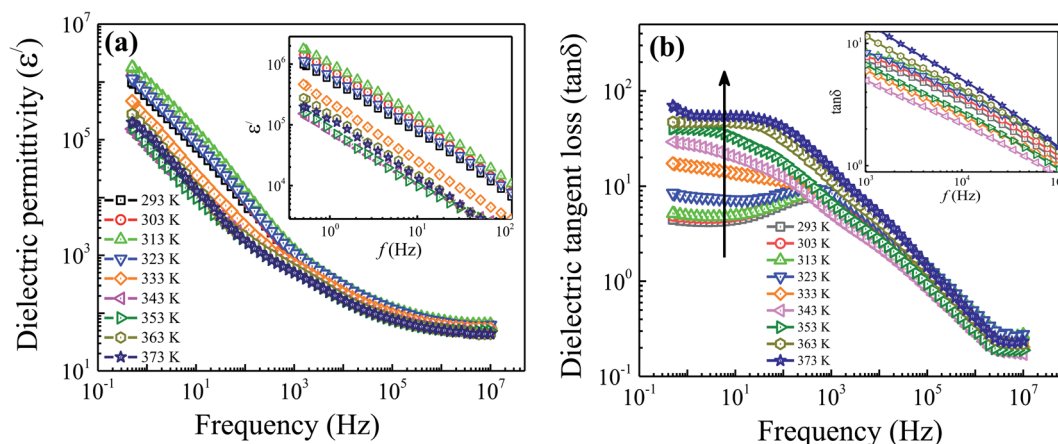 (a)
Dielectric permittivity (ε/)
10^7
10^5
10^3
10^1
10^-1 10^1 10^3 10^5 10^7
Frequency (Hz)
293 K
303 K
313 K
323 K
333 K
343 K
353 K
363 K
373 K
ε/
10^6
10^5
10^4
10^0 10^1 10^2
f (Hz)
(b)
Dielectric tangent loss (tanδ)
10^2
10^1
10^0
10^-1
10^-1 10^1 10^3 10^5 10^7
Frequency (Hz)
293 K
303 K
313 K
323 K
333 K
343 K
353 K
363 K
373 K
tanδ
10^1
10^0
10^3 10^4
f (Hz)